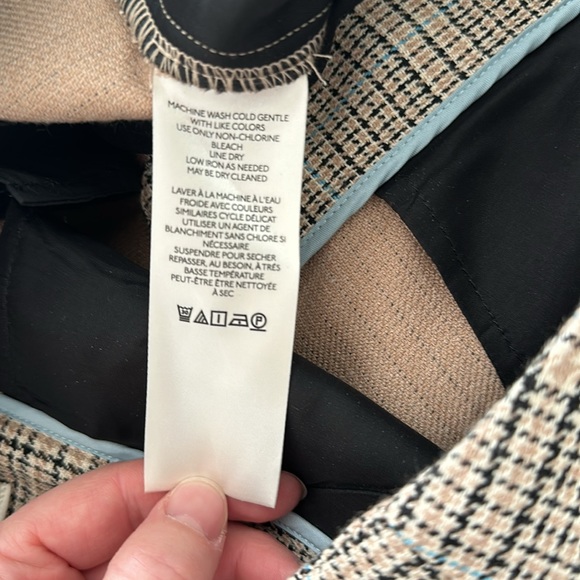 MACHINE WASH COLD GENTLE
WITH LIKE COLORS
USE ONLY NON-CHLORINE
BLEACH
LINE DRY
LOW IRON AS NEEDED
MAY BE DRY CLEANED
LAVER À LA MACHINE À L'EAU
FROIDE AVEC COULEURS
SIMILAIRES CYCLE DÉLICAT
UTILISER UN AGENT DE
BLANCHIMENT SANS CHLORE SI
NÉCESSAIRE
SUSPENDRE POUR SÉCHER
REPASSER, AU BESOIN, À TRÈS
BASSE TEMPÉRATURE
PEUT-ÊTRE ÊTRE NETTOYÉE
À SEC
P